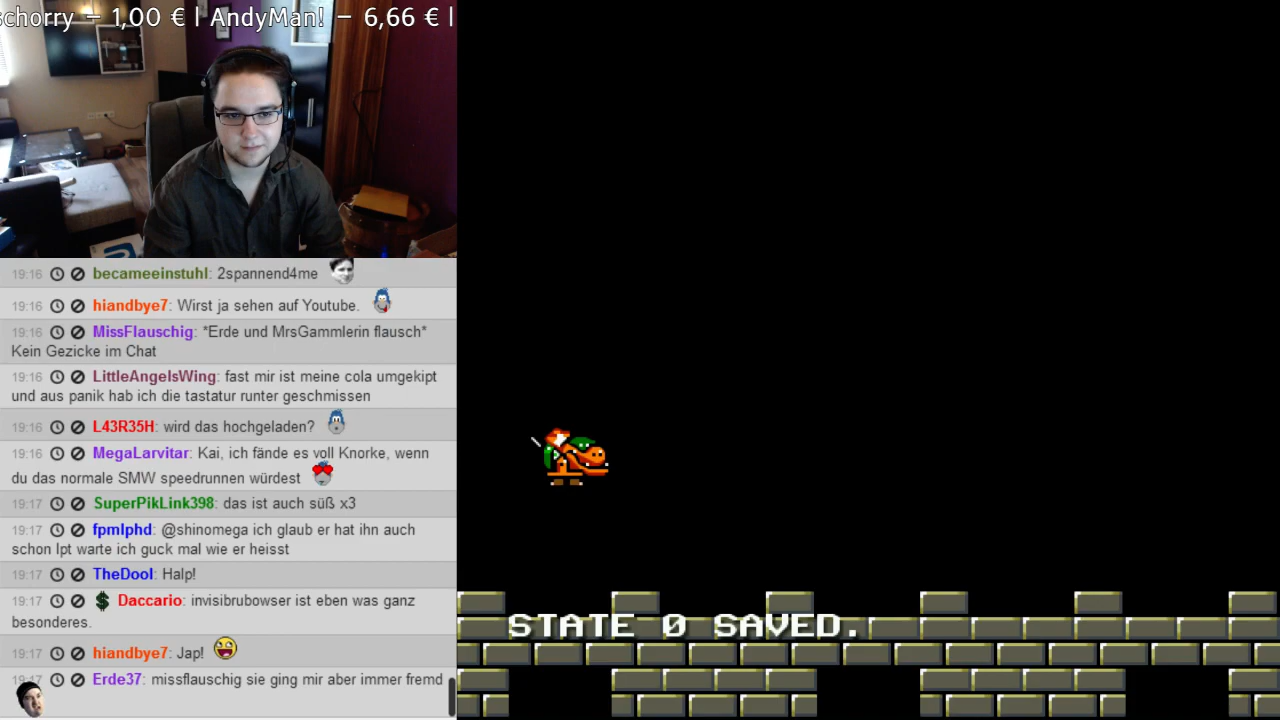 schorry – 1,00 € | AndyMan! – 6,66 € |
19:16 becameeinstuhl: 2spannend4me
19:16 hiandbye7: Wirst ja sehen auf Youtube.
19:16 MissFlauschig: *Erde und MrsGammlerin flausch*
Kein Gezicke im Chat
19:16 LittleAngelsWing: fast mir ist meine cola umgekipt
und aus panik hab ich die tastatur runter geschmissen
19:16 L43R35H: wird das hochgeladen?
19:16 MegaLarvitar: Kai, ich fände es voll Knorke, wenn
du das normale SMW speedrunnen würdest
19:17 SuperPikLink398: das ist auch süß x3
19:17 fpmlphd: @shinomega ich glaub er hat ihn auch
schon lpt warte ich guck mal wie er heisst
19:17 TheDool: Halp!
19:17 $ Daccario: invisibrubowser ist eben was ganz
besonderes.
19:17 hiandbye7: Jap!
19:17 Erde37: missflauschig sie ging mir aber immer fremd
STATE 0 SAVED.